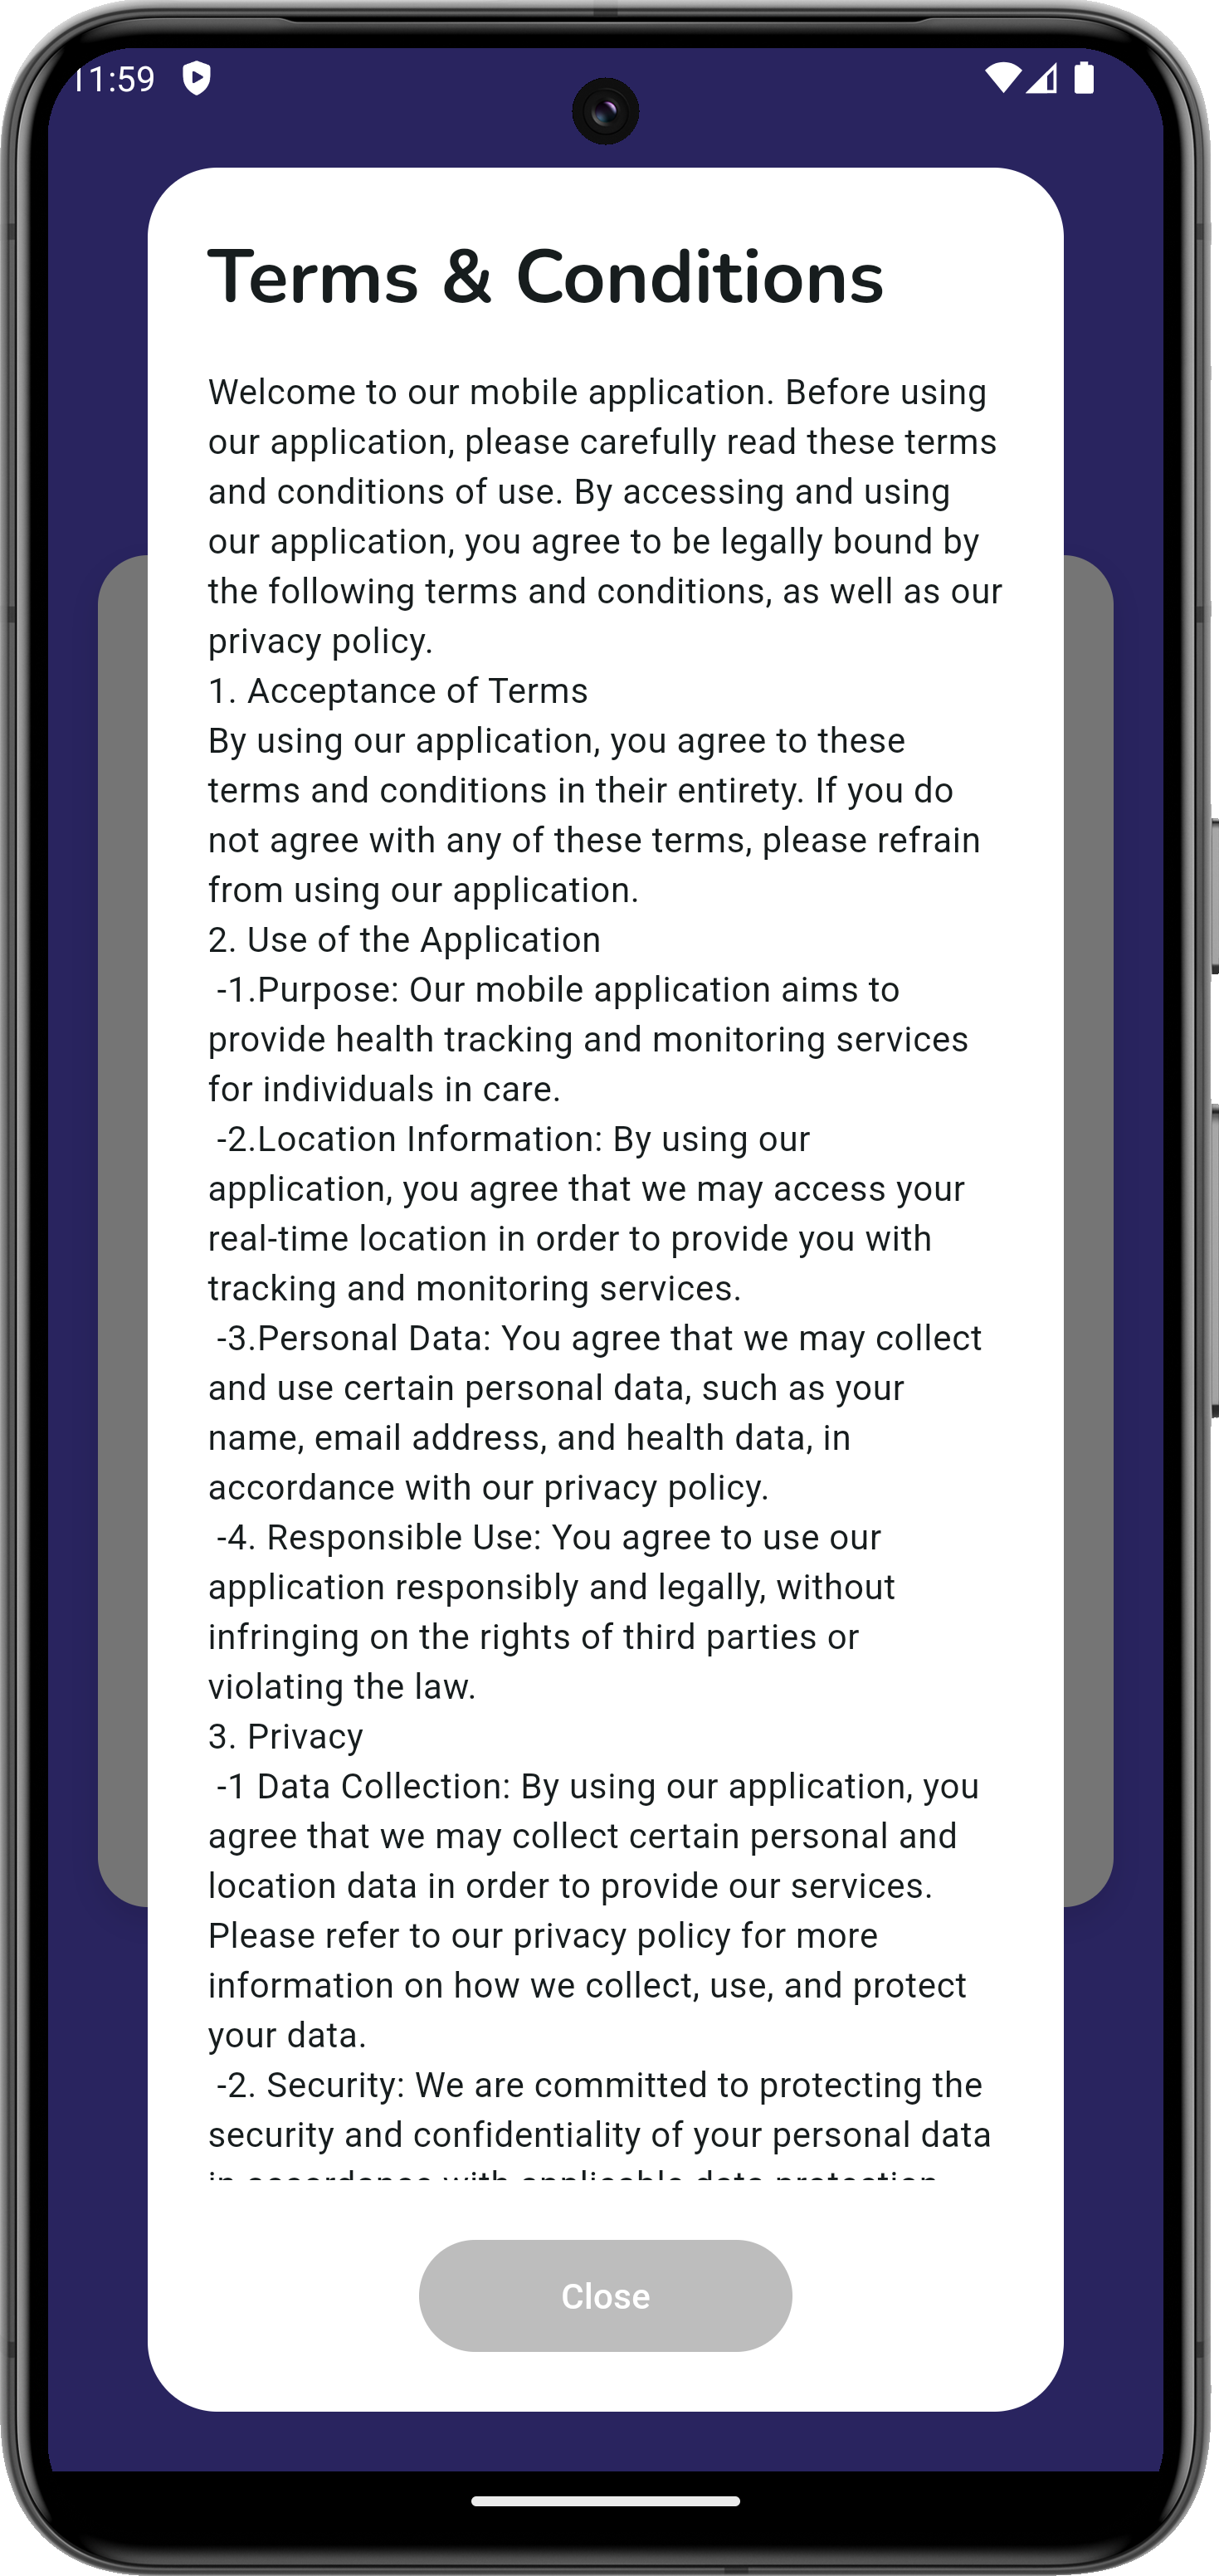 11:59
Terms & Conditions
Welcome to our mobile application. Before using
our application, please carefully read these terms
and conditions of use. By accessing and using
our application, you agree to be legally bound by
the following terms and conditions, as well as our
privacy policy.
1. Acceptance of Terms
By using our application, you agree to these
terms and conditions in their entirety. If you do
not agree with any of these terms, please refrain
from using our application.
2. Use of the Application
-1.Purpose: Our mobile application aims to
provide health tracking and monitoring services
for individuals in care.
-2.Location Information: By using our
application, you agree that we may access your
real-time location in order to provide you with
tracking and monitoring services.
-3.Personal Data: You agree that we may collect
and use certain personal data, such as your
name, email address, and health data, in
accordance with our privacy policy.
-4. Responsible Use: You agree to use our
application responsibly and legally, without
infringing on the rights of third parties or
violating the law.
3. Privacy
-1 Data Collection: By using our application, you
agree that we may collect certain personal and
location data in order to provide our services.
Please refer to our privacy policy for more
information on how we collect, use, and protect
your data.
-2. Security: We are committed to protecting the
security and confidentiality of your personal data
in accordance with applicable data protection
Close